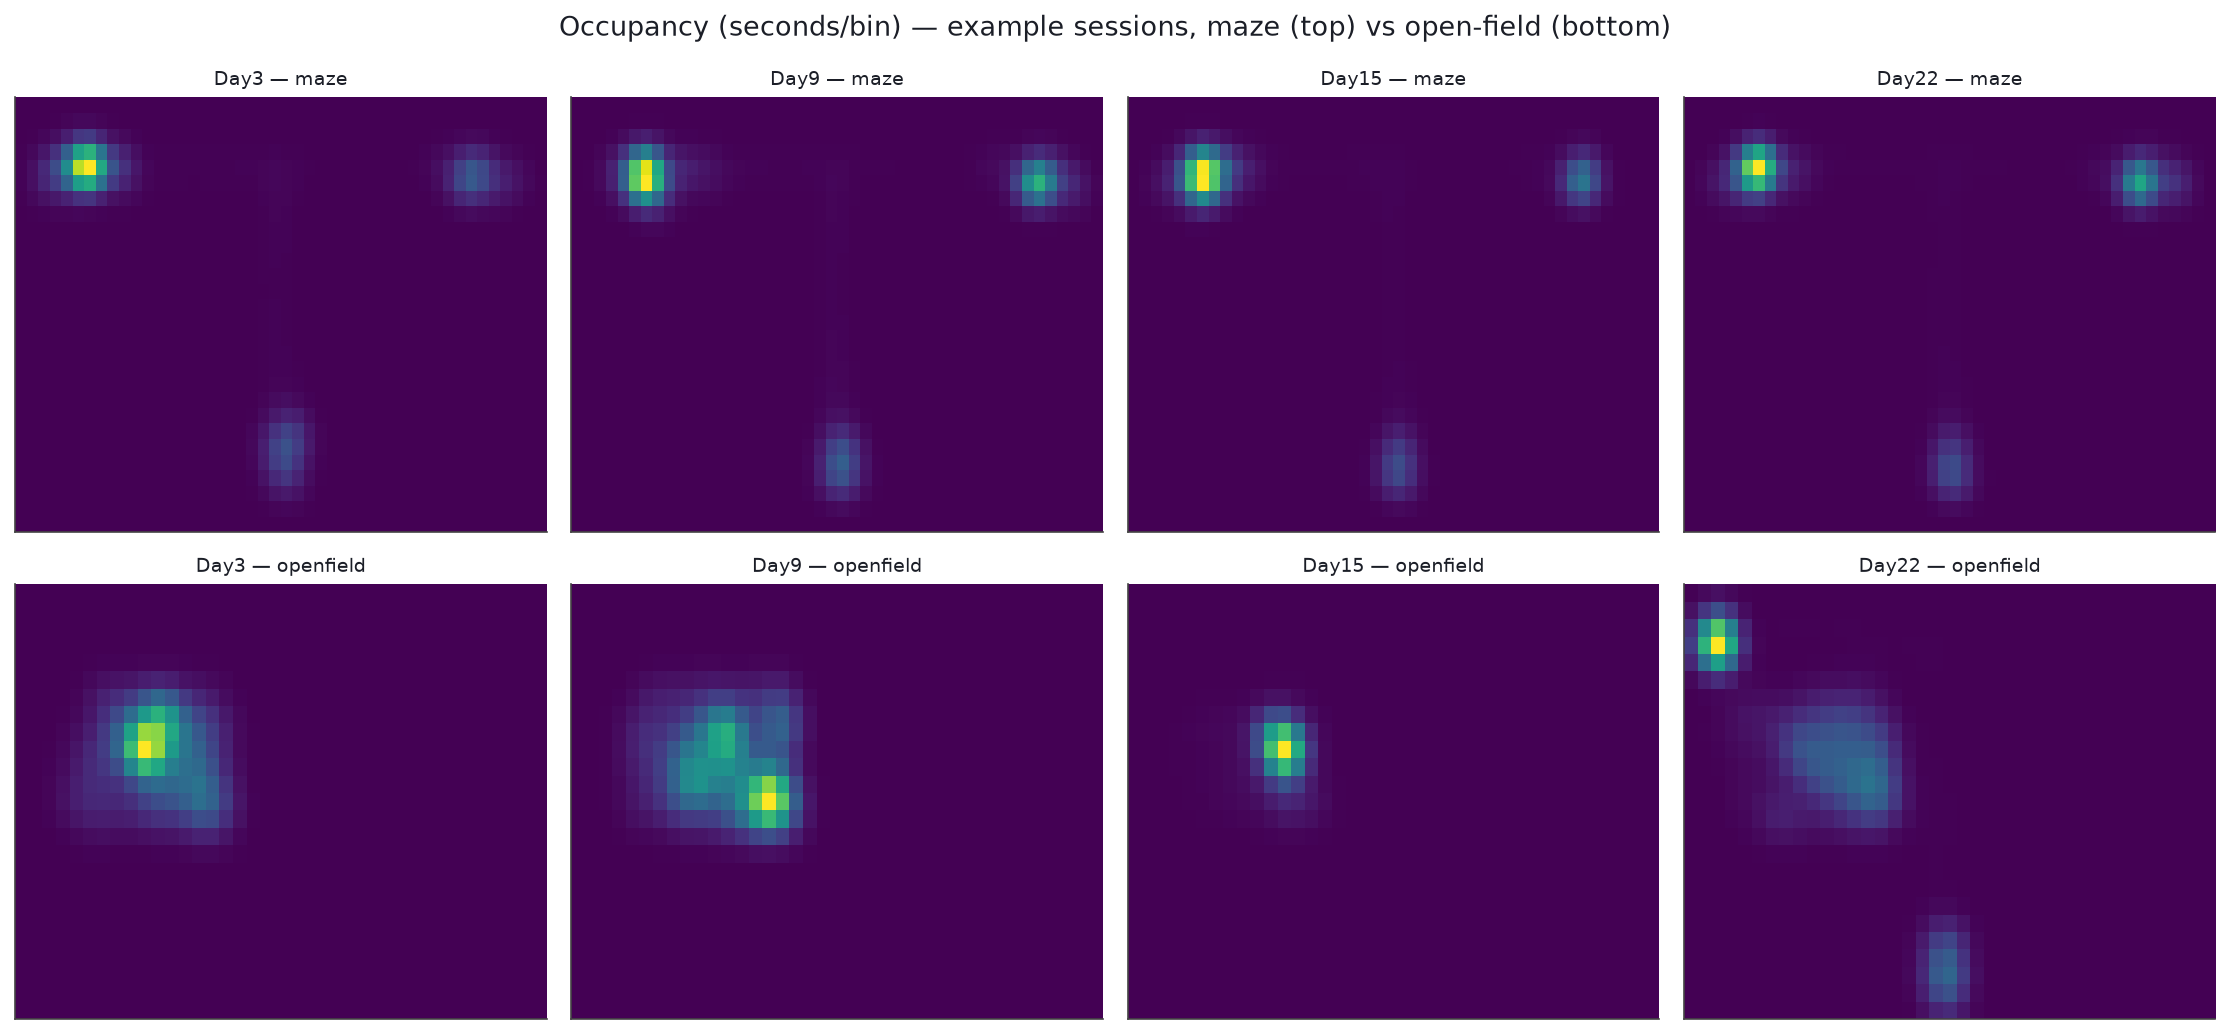 Occupancy (seconds/bin) — example sessions, maze (top) vs open-field (bottom)
Day3 — maze
Day9 — maze
Day15 — maze
Day22 — maze
Day3 — openfield
Day9 — openfield
Day15 — openfield
Day22 — openfield